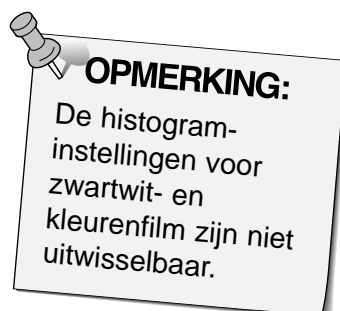 OPMERKING:
De histogram-
instellingen voor
zwartwit- en
kleurenfilm zijn niet
uitwisselbaar.